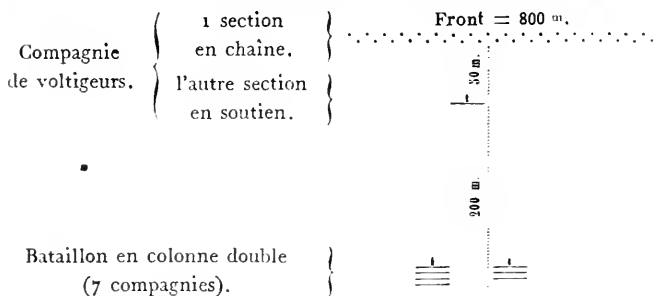 1 section
en chaîne.
Compagnie
de voltigeurs.
l'autre section
en soutien.
Front = 800 m.
50 m.
200 m.
Bataillon en colonne double
(7 compagnies).